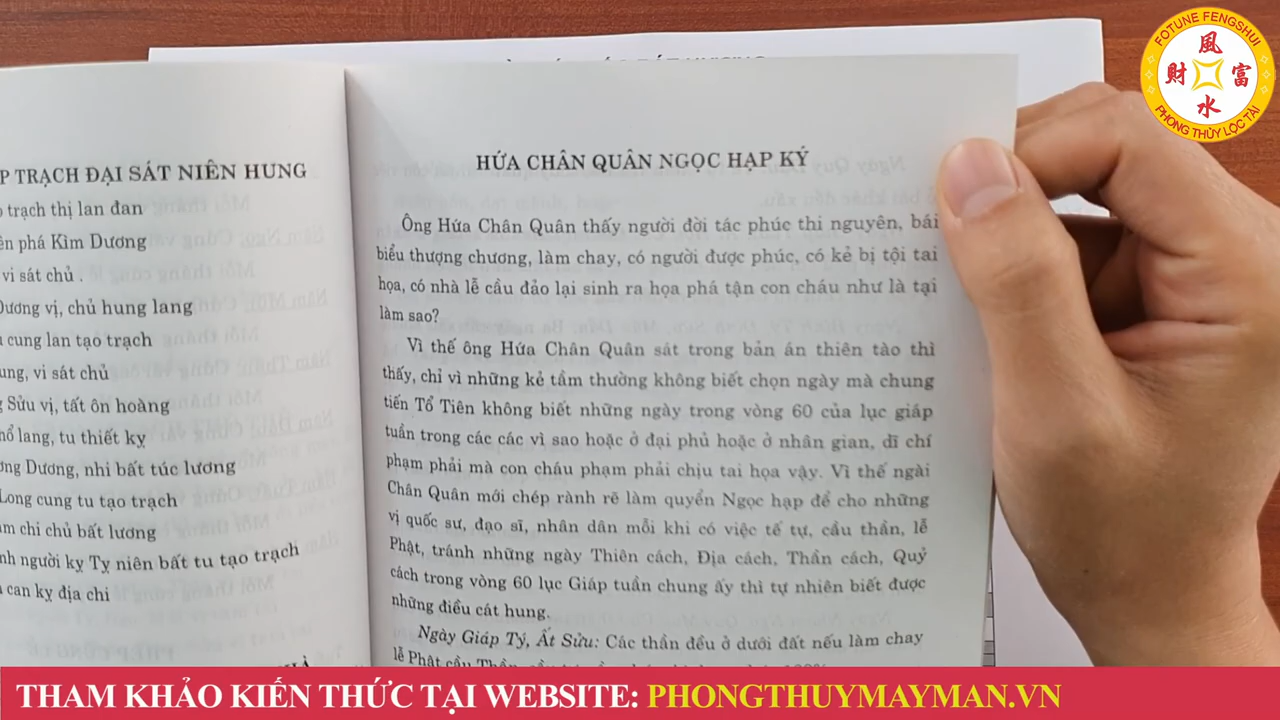 P TRẠCH ĐẠI SÁT NIÊN HUNG
trạch thị lan đan
ên phá Kìm Dương
vi sát chủ .
Dương vị, chủ hung lang
cung lan tạo trạch
ung, vi sát chủ
Sửu vị, tất ôn hoàng
hổ lang, tu thiết kỵ
ơng Dương, nhi bất túc lương
Long cung tu tạo trạch
m chi chủ bất lương
nh người kỵ Tỵ niên bất tu tạo trạch
can kỵ địa chi
HỨA CHÂN QUÂN NGỌC HẠP KÝ
Ông Hứa Chân Quân thấy người đời tác phúc thi nguyên, bái
biểu thượng chương, làm chay, có người được phúc, có kẻ bị tội tai
họa, có nhà lễ cầu đảo lại sinh ra họa phá tận con cháu như là tại
làm sao?
Vì thế ông Hứa Chân Quân sát trong bản án thiên tào thì
thấy, chỉ vì những kẻ tầm thường không biết chọn ngày mà chung
tiến Tổ Tiên không biết những ngày trong vòng 60 của lục giáp
tuần trong các các vì sao hoặc ở đại phủ hoặc ở nhân gian, dĩ chí
phạm phải mà con cháu phạm phải chịu tai họa vậy. Vì thế ngài
Chân Quân mới chép rành rẽ làm quyển Ngọc hạp để cho những
vị quốc sư, đạo sĩ, nhân dân mỗi khi có việc tế tự, cầu thần, lễ
Phật, tránh những ngày Thiên cách, Địa cách, Thần cách, Quỷ
cách trong vòng 60 lục Giáp tuần chung ấy thì tự nhiên biết được
những điều cát hung.
Ngày Giáp Tý, Ất Sửu: Các thần đều ở dưới đất nếu làm chay
lễ Phật cầu Thần
FOTUNE FENGSHUI
風
財 富
水
PHONG THỦY LỘC TÀI
THAM KHẢO KIẾN THỨC TẠI WEBSITE: PHONGTHUYMAYMAN.VN